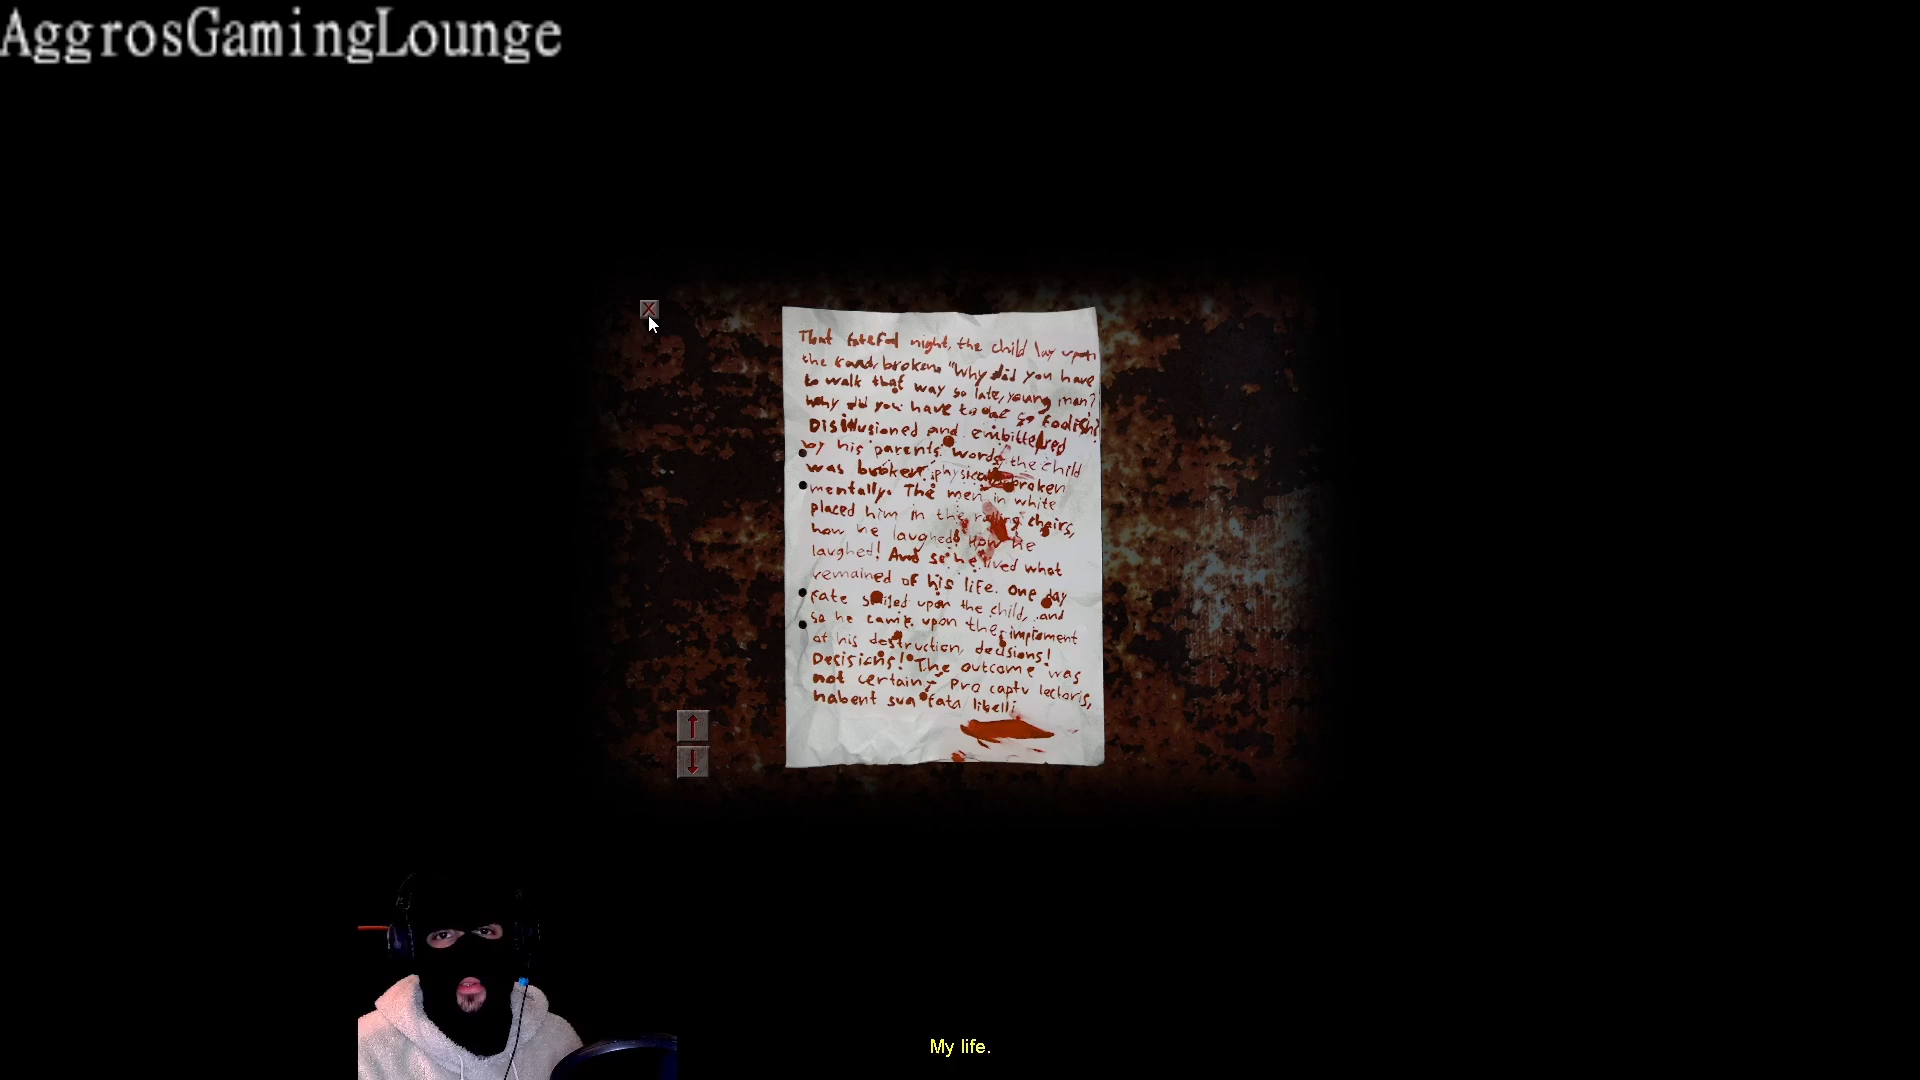 AggrosGamingLounge
X
That fateful night, the child lay upon
the road, broken. "Why did you have
to walk that way so late, young man?
Why did you have to be so foolish?
Disillusioned and embittered
by his parents words, the child
was broken physically, broken
mentally. The men in white
placed him in the rolling chairs,
how he laughed! How he
laughed! And so he lived what
remained of his life. One day
fate smiled upon the child, and
so he came upon the implement
of his destruction, decisions!
Decisions! The outcome was
not certain, pro captu lectoris,
habent sua fata libelli
My life.